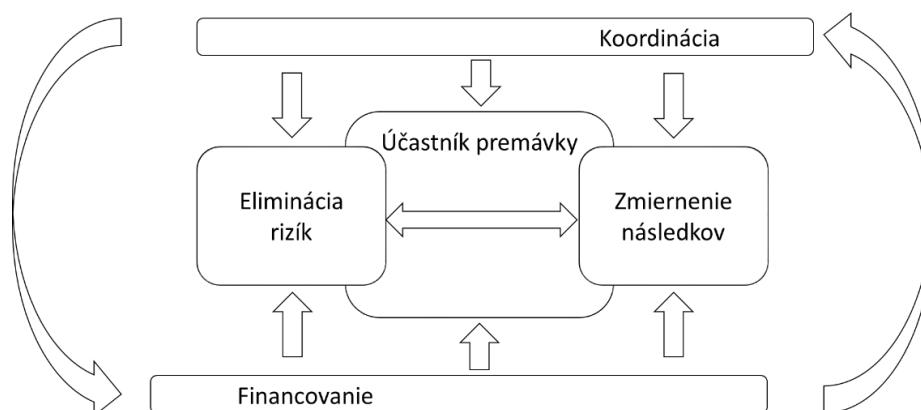 Koordinácia
Účastník premávky
Eliminácia
rizík
Zmiernenie
následkov
Financovanie